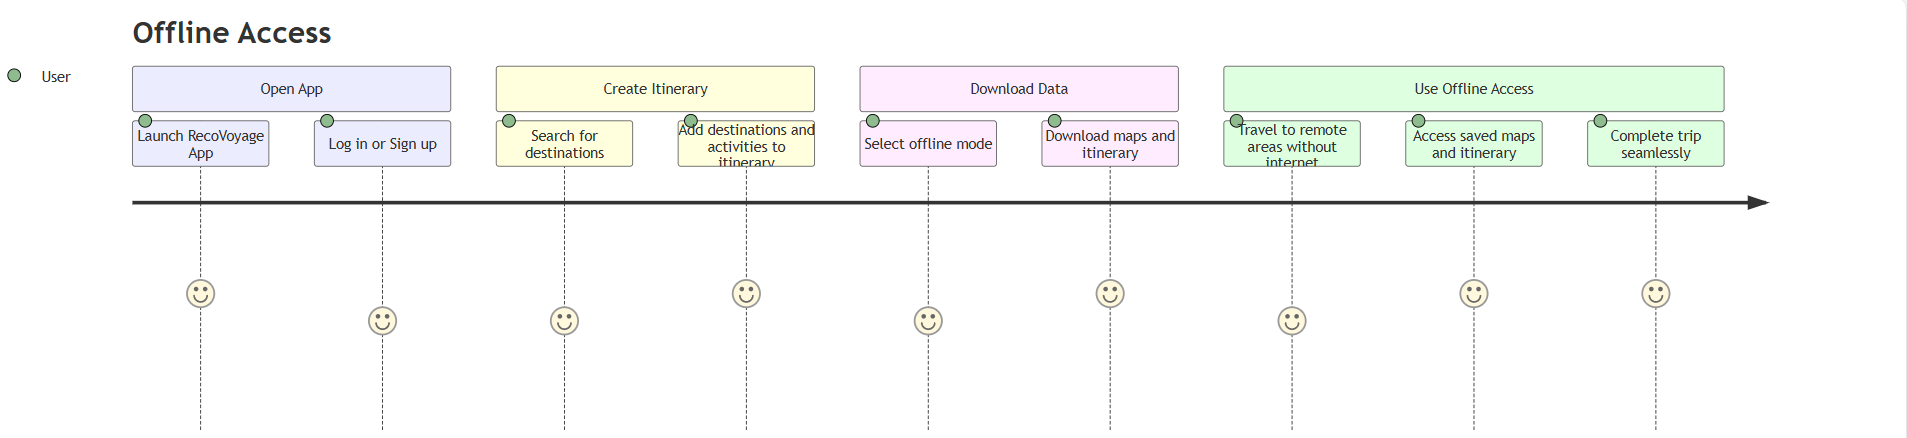 Offline Access
User
Open App
Create Itinerary
Download Data
Use Offline Access
Launch RecoVoyage
App
Log in or Sign up
Search for
destinations
Add destinations and
activities to
itinerary
Select offline mode
Download maps and
itinerary
Travel to remote
areas without
internet
Access saved maps
and itinerary
Complete trip
seamlessly